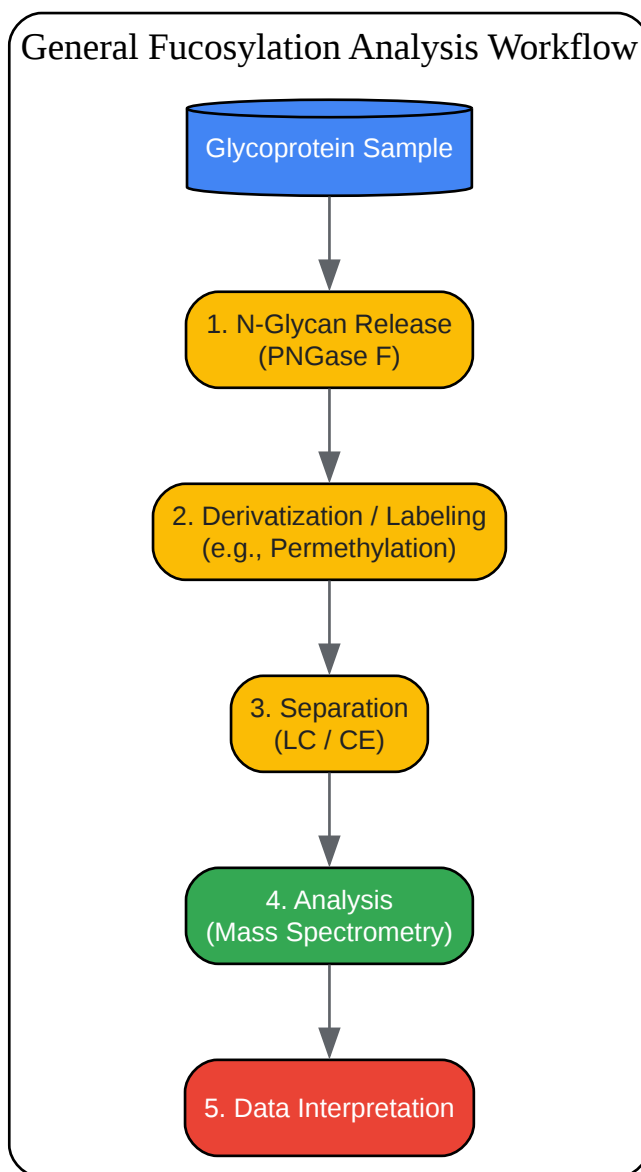 General Fucosylation Analysis Workflow
Glycoprotein Sample
1. N-Glycan Release
(PNGase F)
2. Derivatization / Labeling
(e.g., Permethylation)
3. Separation
(LC / CE)
4. Analysis
(Mass Spectrometry)
5. Data Interpretation